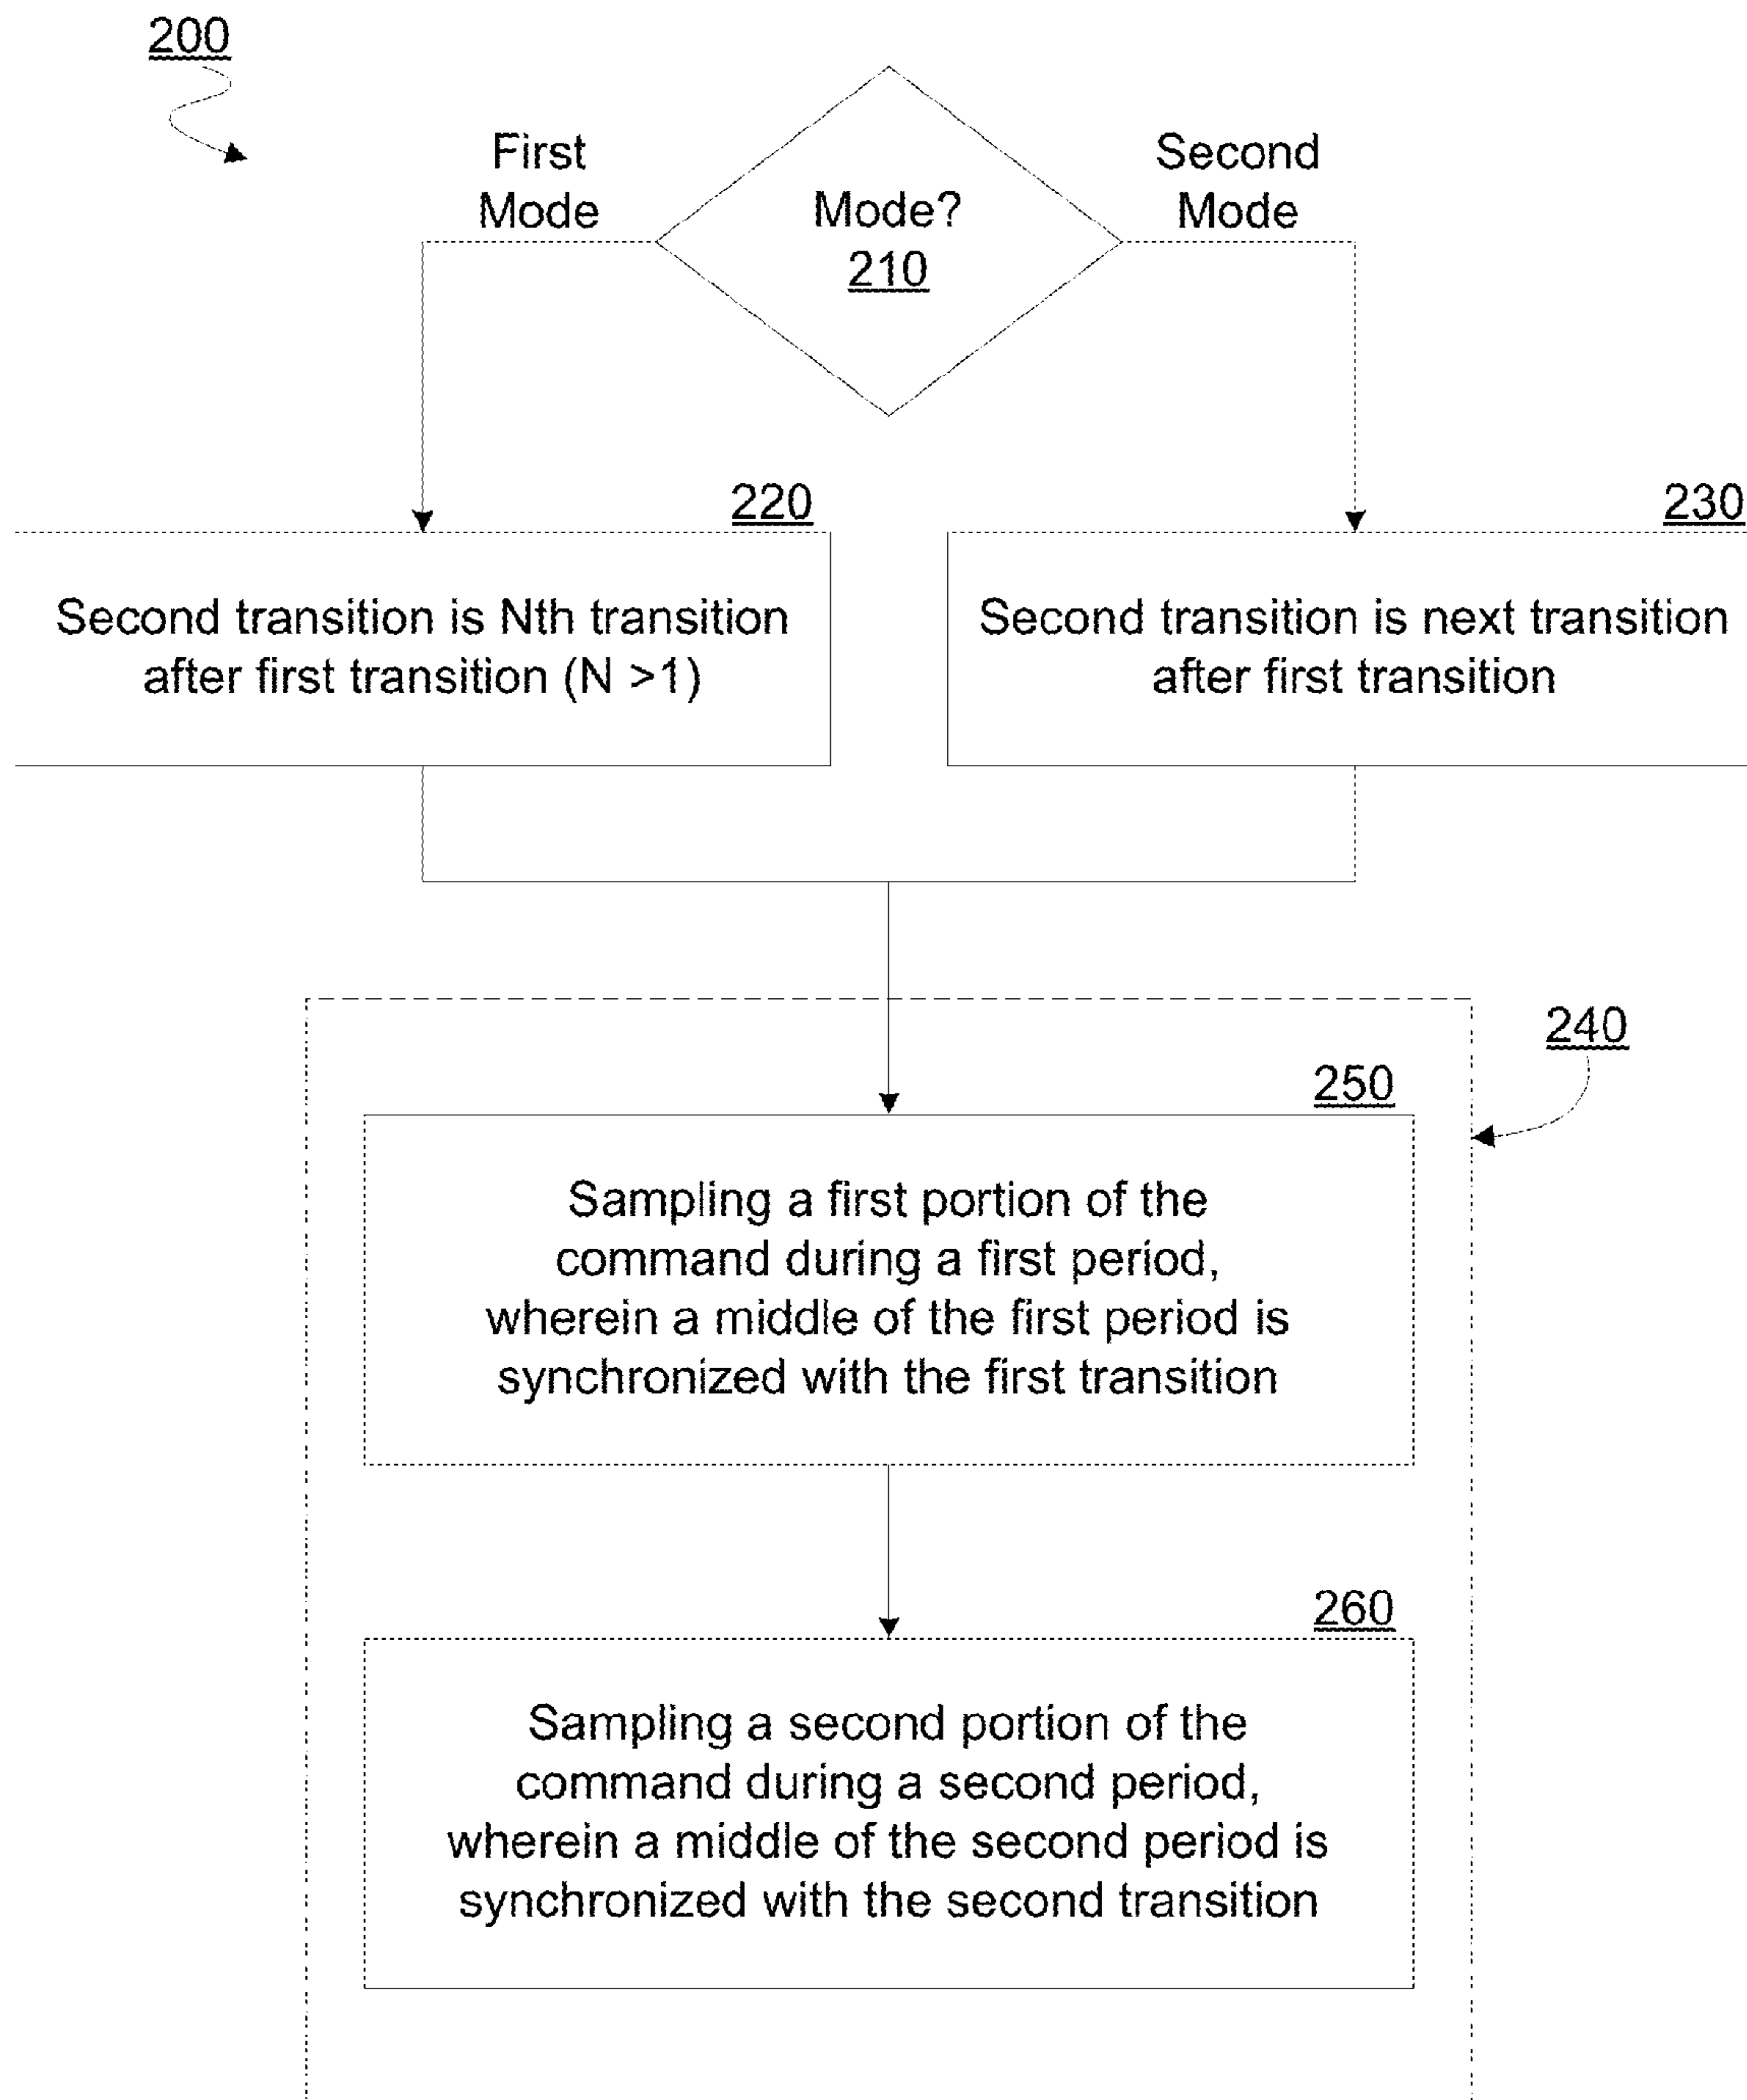 200
First
Mode
Mode?
210
Second
Mode
220
Second transition is Nth transition
after first transition (N >1)
230
Second transition is next transition
after first transition
240
250
Sampling a first portion of the
command during a first period,
wherein a middle of the first period is
synchronized with the first transition
260
Sampling a second portion of the
command during a second period,
wherein a middle of the second period is
synchronized with the second transition